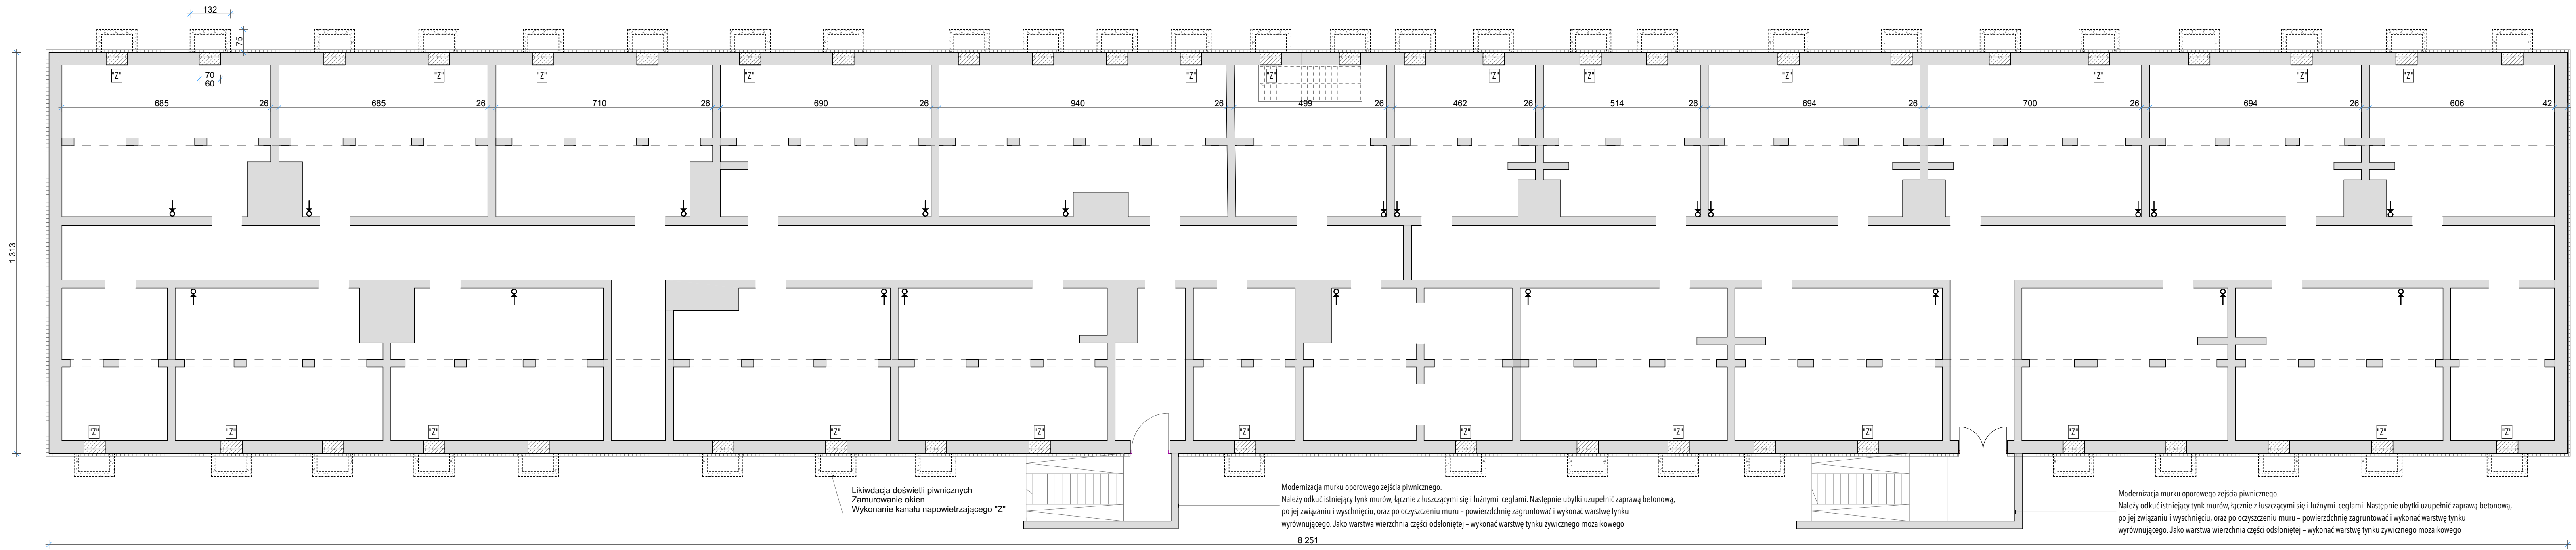 132
75
"Z" "Z" "Z" "Z" "Z" "Z" "Z" "Z" "Z" "Z" "Z" "Z"
70
60
685 26 685 26 710 26 690 26 940 26 499 26 462 26 514 26 694 26 700 26 694 26 606 42
1 313
"Z" "Z" "Z" "Z" "Z" "Z" "Z" "Z" "Z" "Z" "Z" "Z"
Likiwdacja doświetli piwnicznych
Zamurowanie okien
Wykonanie kanału napowietrzającego "Z"
Modernizacja murku oporowego zejścia piwnicznego.
Należy odkuć istniejący tynk murów, łącznie z łuszczącymi się i luźnymi cegłami. Następnie ubytki uzupełnić zaprawą betonową,
po jej związaniu i wyschnięciu, oraz po oczyszczeniu muru – powierzdchnię zagruntować i wykonać warstwę tynku
wyrównującego. Jako warstwa wierzchnia części odsłoniętej – wykonać warstwę tynku żywicznego mozaikowego
Modernizacja murku oporowego zejścia piwnicznego.
Należy odkuć istniejący tynk murów, łącznie z łuszczącymi się i luźnymi cegłami. Następnie ubytki uzupełnić zaprawą betonową,
po jej związaniu i wyschnięciu, oraz po oczyszczeniu muru – powierzdchnię zagruntować i wykonać warstwę tynku
wyrównującego. Jako warstwa wierzchnia części odsłoniętej – wykonać warstwę tynku żywicznego mozaikowego
8 251